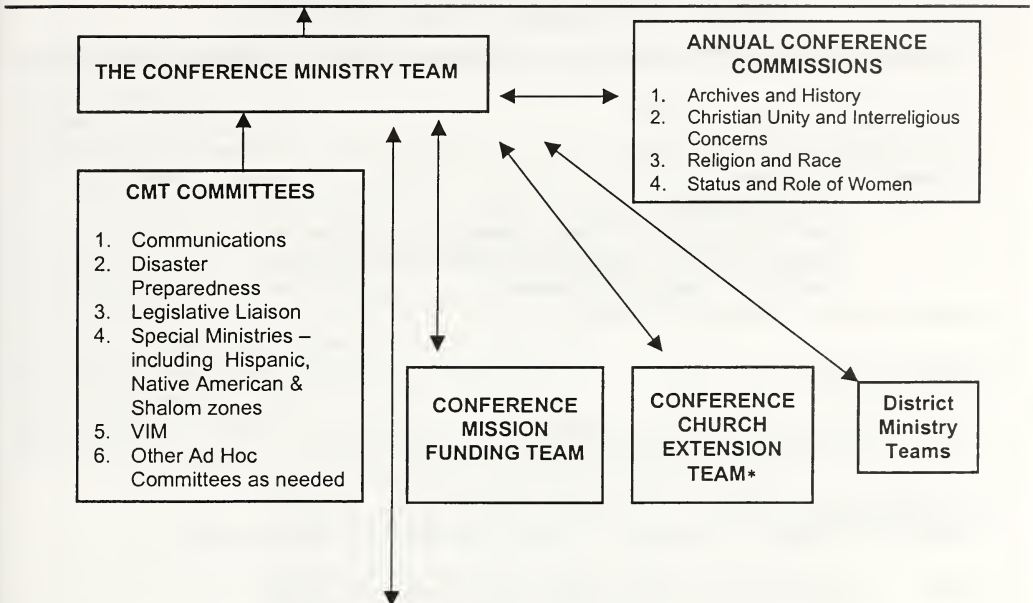 THE CONFERENCE MINISTRY TEAM
ANNUAL CONFERENCE
COMMISSIONS
1. Archives and History
2. Christian Unity and Interreligious
Concerns
3. Religion and Race
4. Status and Role of Women
CMT COMMITTEES
1. Communications
2. Disaster
Preparedness
3. Legislative Liaison
4. Special Ministries –
including Hispanic,
Native American &
Shalom zones
5. VIM
6. Other Ad Hoc
Committees as needed
CONFERENCE
MISSION
FUNDING TEAM
CONFERENCE
CHURCH
EXTENSION
TEAM*
District
Ministry
Teams